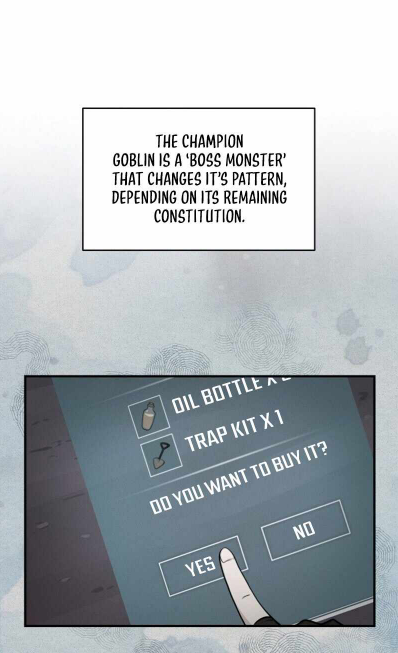 THE CHAMPION
GOBLIN IS A 'BOSS MONSTER'
THAT CHANGES IT'S PATTERN,
DEPENDING ON ITS REMAINING
CONSTITUTION.
OIL BOTTLE X
TRAP KIT X 1
DO YOU WANT TO BUY IT?
YES
NO